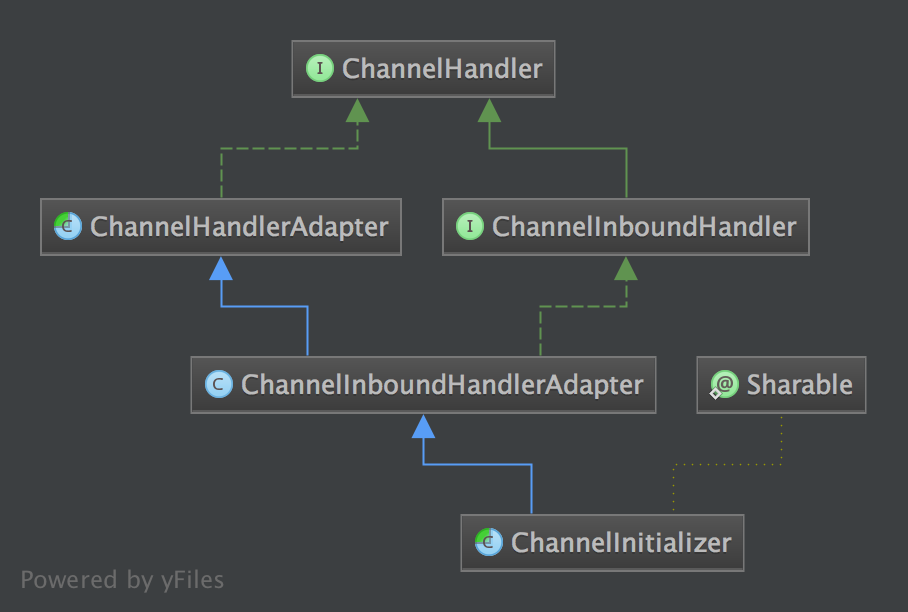 I ChannelHandler
C ChannelHandlerAdapter
I ChannelInboundHandler
C ChannelInboundHandlerAdapter
@ Sharable
C ChannelInitializer
Powered by yFiles